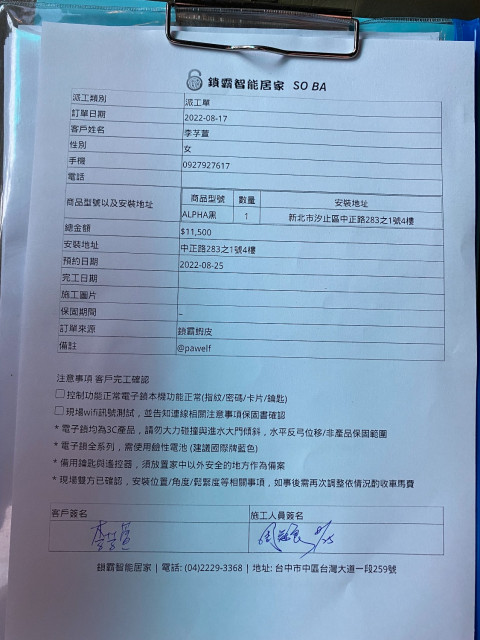 鎖霸智能居家 SO BA
派工類別 派工單
訂單日期 2022-08-17
客戶姓名 李芓萱
性別 女
手機 0927927617
電話
商品型號以及安裝地址 商品型號 數量 安裝地址
ALPHA黑 1 新北市汐止區中正路283之1號4樓
總金額 $11,500
安裝地址 中正路283之1號4樓
預約日期 2022-08-25
完工日期
施工圖片
保固期間 –
訂單來源 鎖霸蝦皮
備註 @pawelf
注意事項 客戶完工確認
☐控制功能正常電子鎖本機功能正常(指紋/密碼/卡片/鑰匙)
☐現場wifi訊號測試，並告知連線相關注意事項保固書確認
* 電子鎖均為3C產品，請勿大力碰撞與進水大門傾斜，水平反弓位移/非產品保固範圍
* 電子鎖全系列，需使用鹼性電池 (建議國際牌藍色)
* 備用鑰匙與遙控器，須放置家中以外安全的地方作為備案
* 現場雙方已確認，安裝位置/角度/鬆緊度等相關事項，如事後需再次調整依情況酌收車馬費
客戶簽名 施工人員簽名
鎖霸智能居家 | 電話: (04)2229-3368 | 地址: 台中市中區台灣大道一段259號